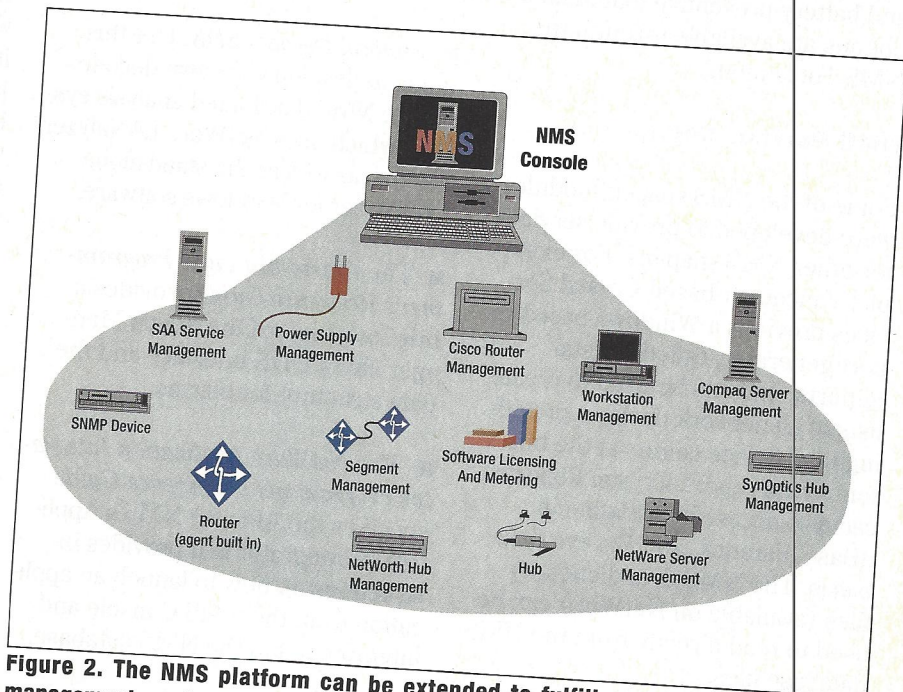 NMS
NMS
Console
SAA Service
Management
Power Supply
Management
Cisco Router
Management
Workstation
Management
Compaq Server
Management
SNMP Device
Segment
Management
Software Licensing
And Metering
SynOptics Hub
Management
Router
(agent built in)
NetWorth Hub
Management
Hub
NetWare Server
Management
Figure 2. The NMS platform can be extended to fulfill